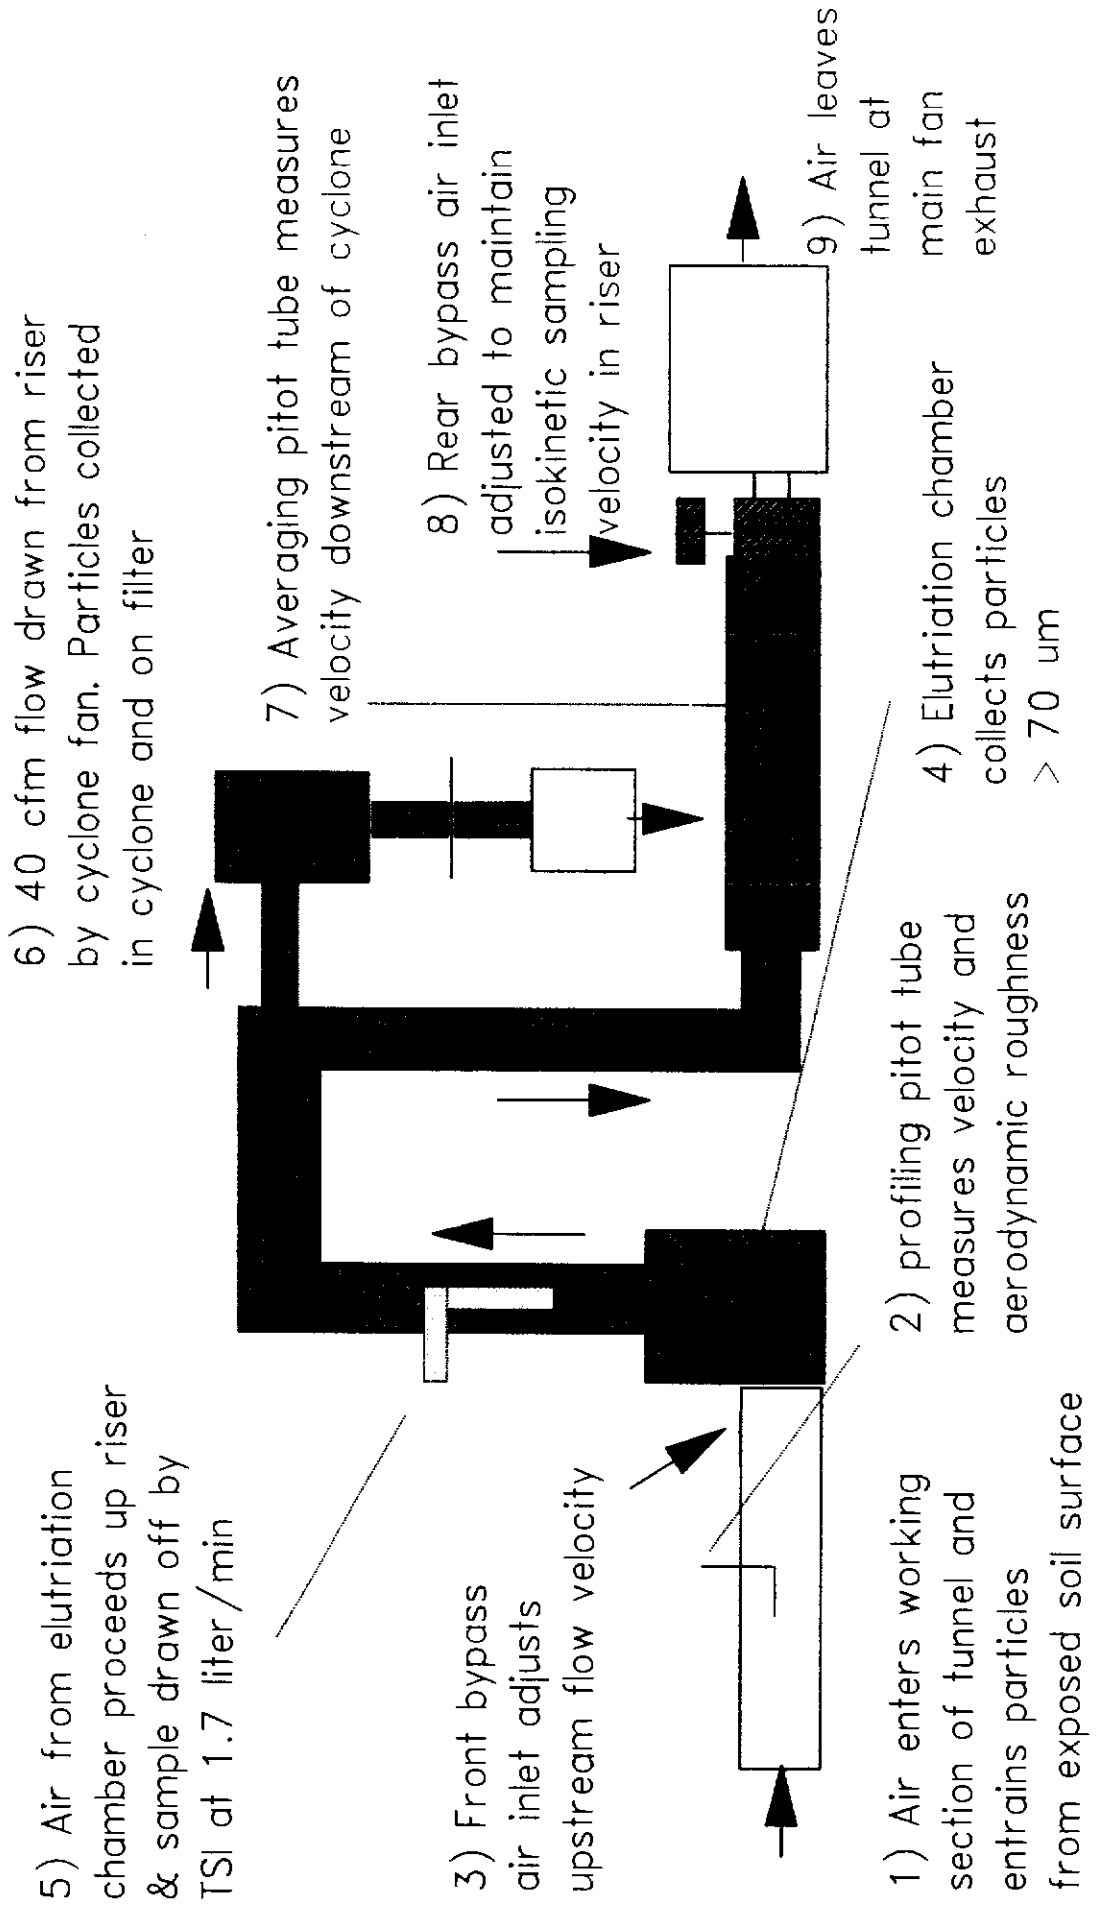 1) Air enters working
section of tunnel and
entrains particles
from exposed soil surface
2) profiling pitot tube
measures velocity and
aerodynamic roughness
3) Front bypass
air inlet adjusts
upstream flow velocity
4) Elutriation chamber
collects particles
> 70 um
5) Air from elutriation
chamber proceeds up riser
& sample drawn off by
TSI at 1.7 liter/min
6) 40 cfm flow drawn from riser
by cyclone fan. Particles collected
in cyclone and on filter
7) Averaging pitot tube measures
velocity downstream of cyclone
8) Rear bypass air inlet
adjusted to maintain
isokinetic sampling
velocity in riser
9) Air leaves
tunnel at
main fan
exhaust